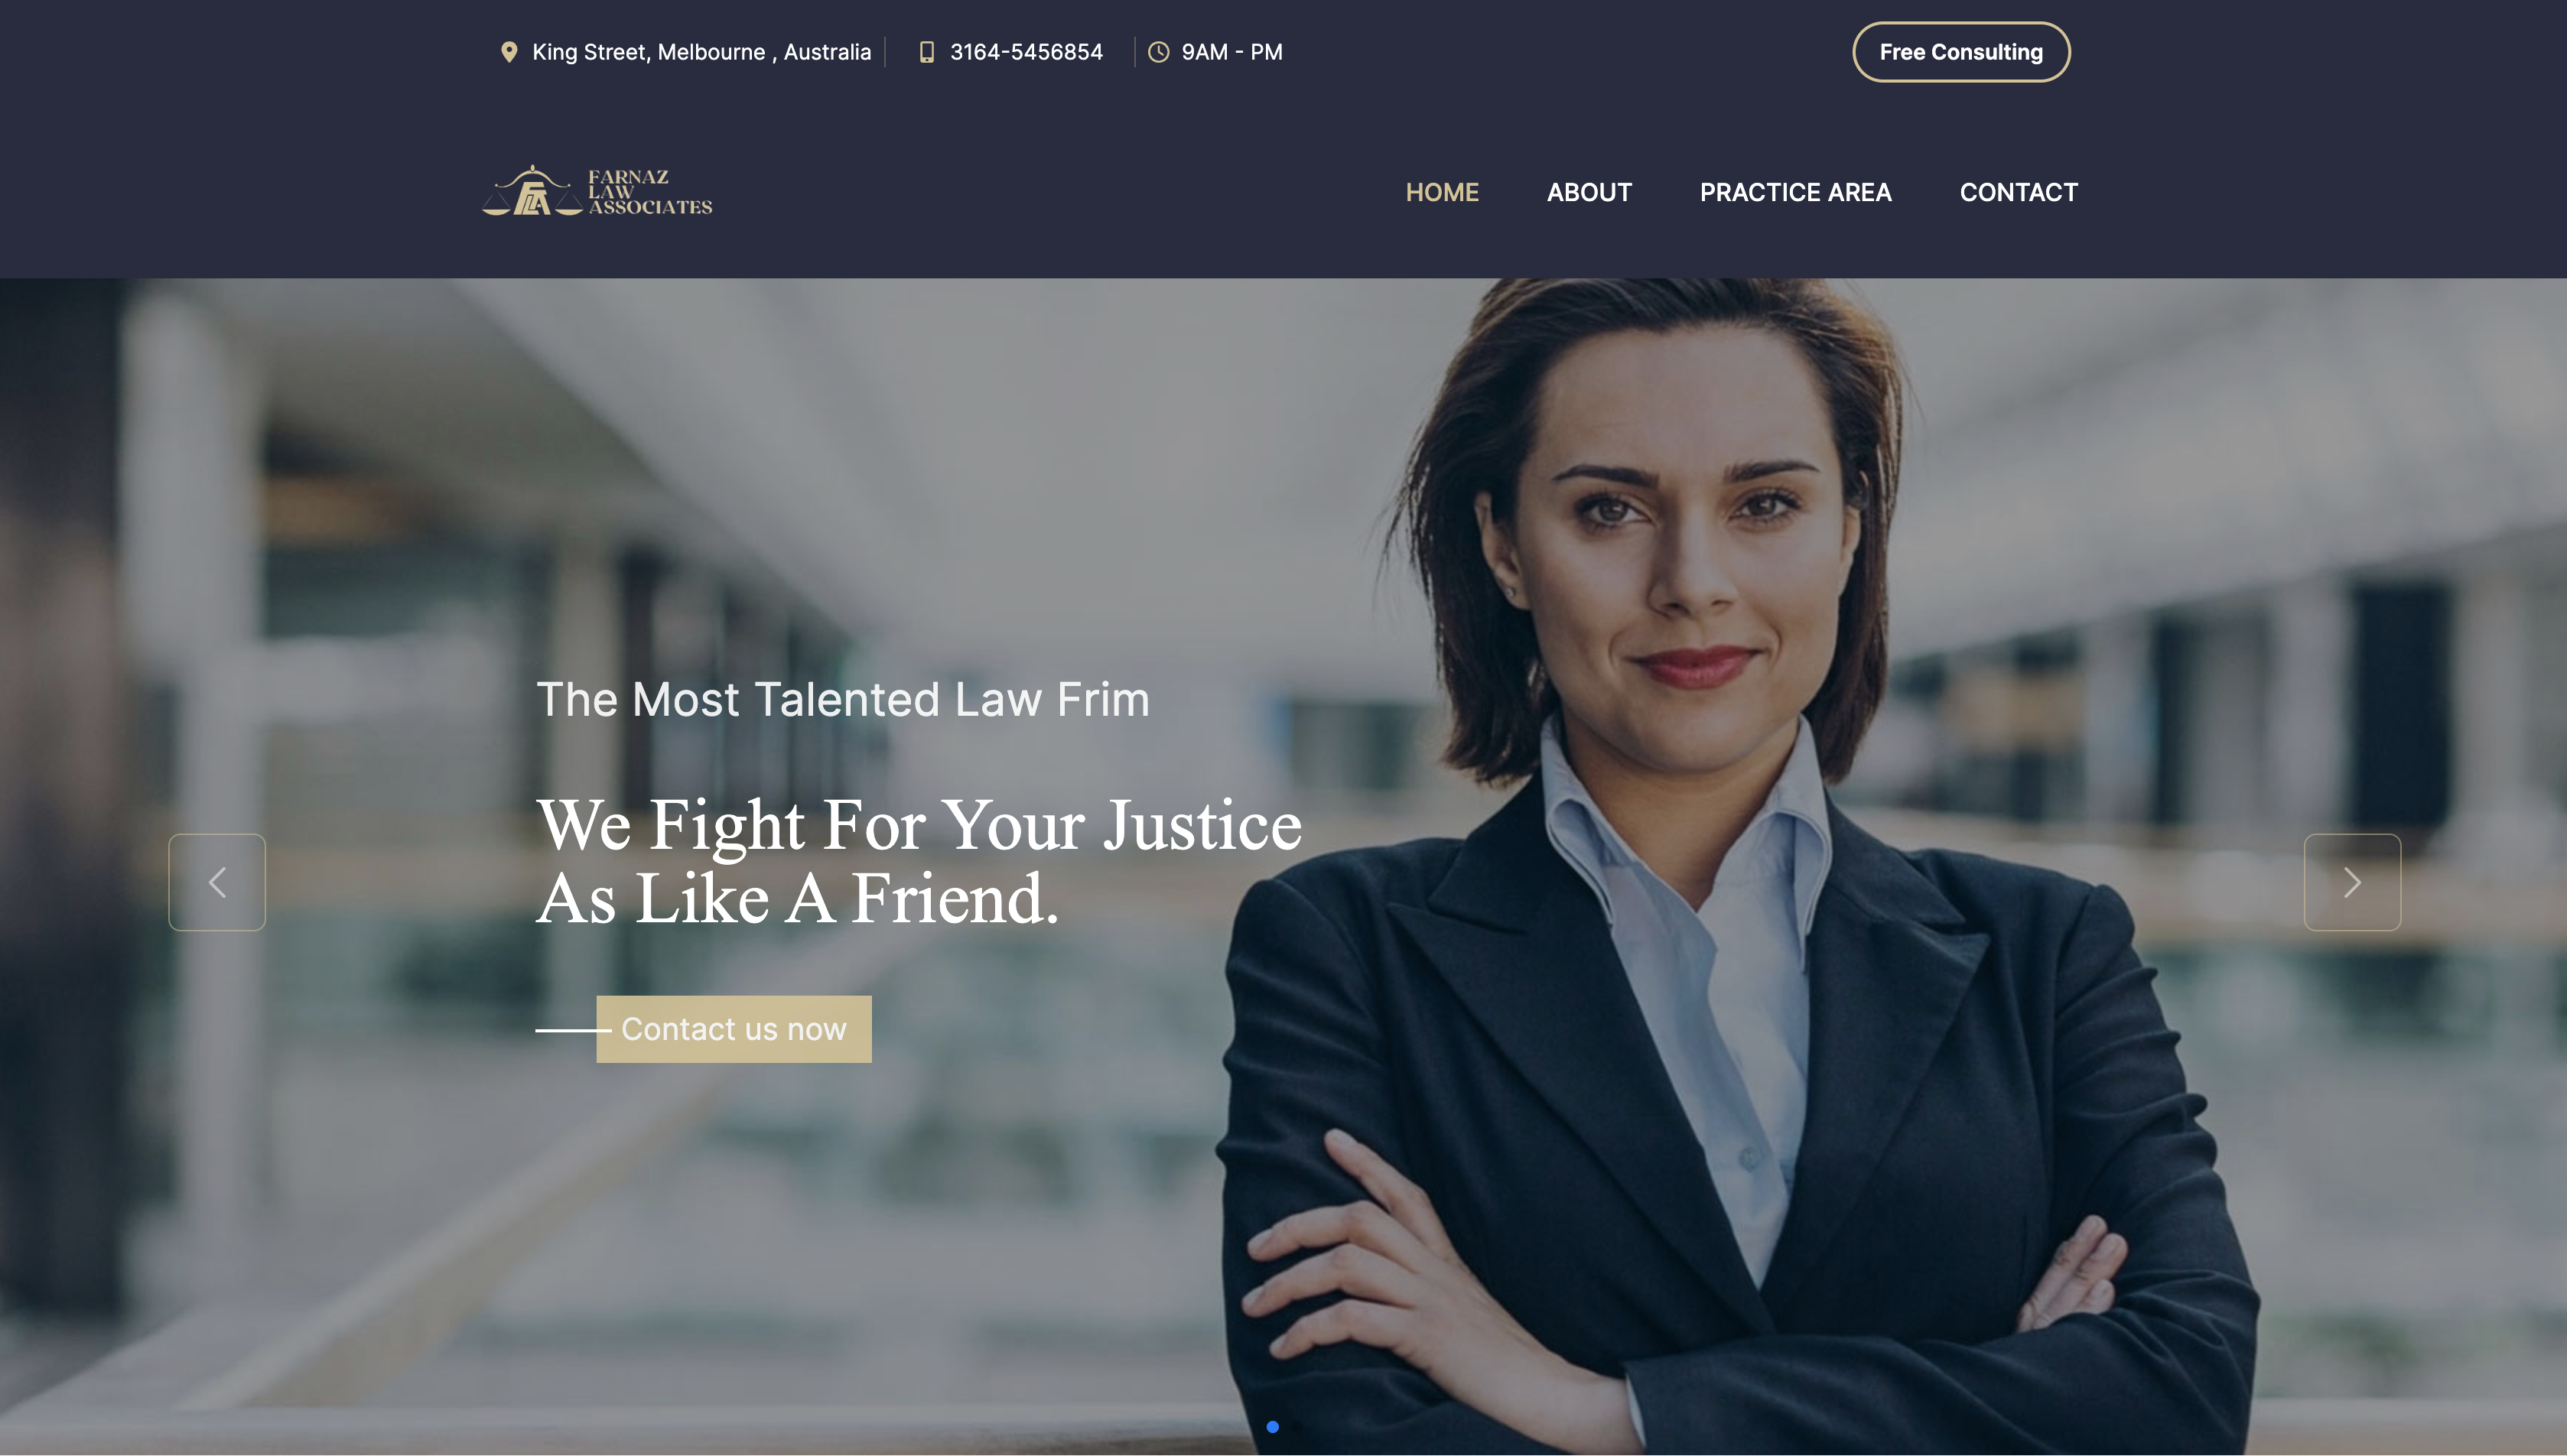 King Street, Melbourne , Australia
3164-5456854
9AM - PM
Free Consulting
FARNAZ
LAW
ASSOCIATES
HOME
ABOUT
PRACTICE AREA
CONTACT
The Most Talented Law Frim
We Fight For Your Justice
As Like A Friend.
Contact us now